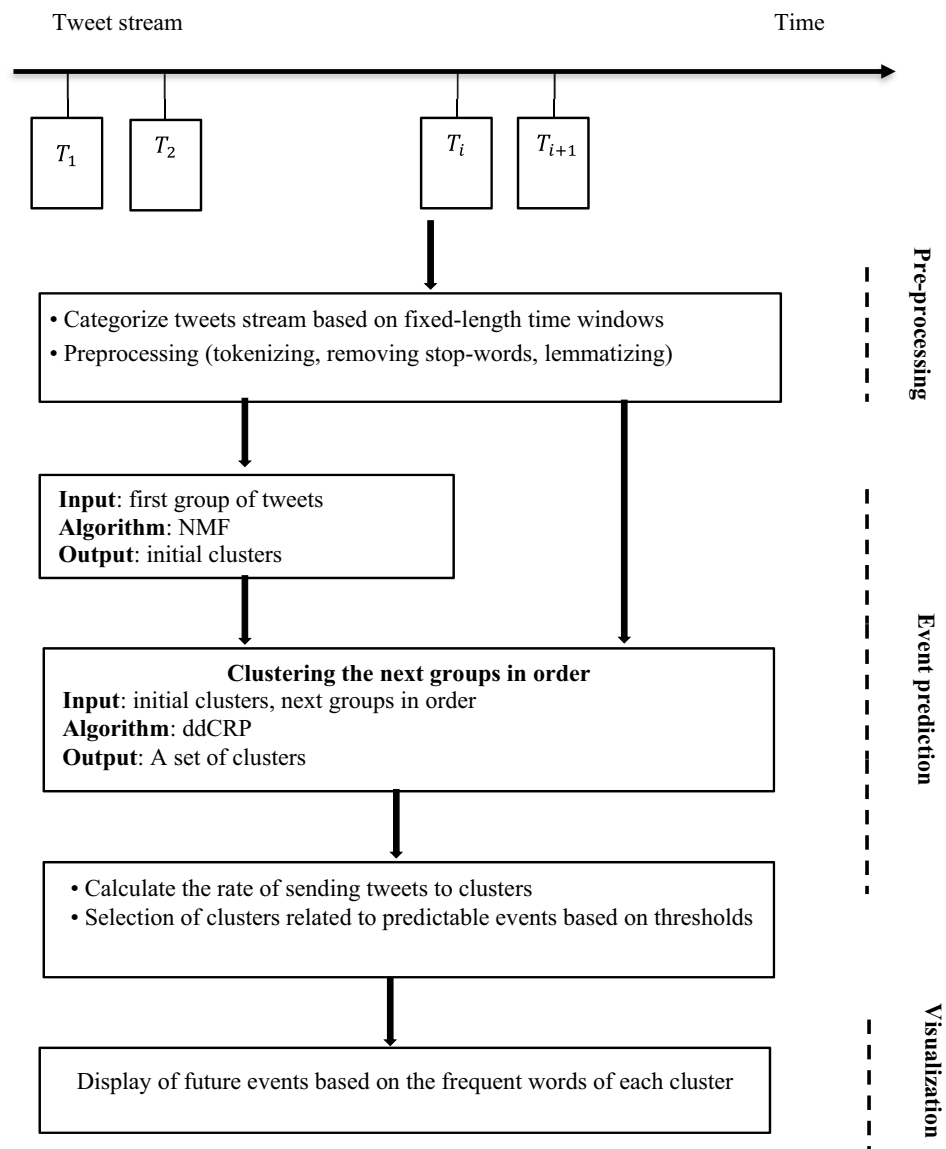 Tweet stream Time
T₁ T₂ Tᵢ Tᵢ₊₁
Pre-processing
• Categorize tweets stream based on fixed-length time windows
• Preprocessing (tokenizing, removing stop-words, lemmatizing)
Event prediction
Input: first group of tweets
Algorithm: NMF
Output: initial clusters
Clustering the next groups in order
Input: initial clusters, next groups in order
Algorithm: ddCRP
Output: A set of clusters
• Calculate the rate of sending tweets to clusters
• Selection of clusters related to predictable events based on thresholds
Visualization
Display of future events based on the frequent words of each cluster